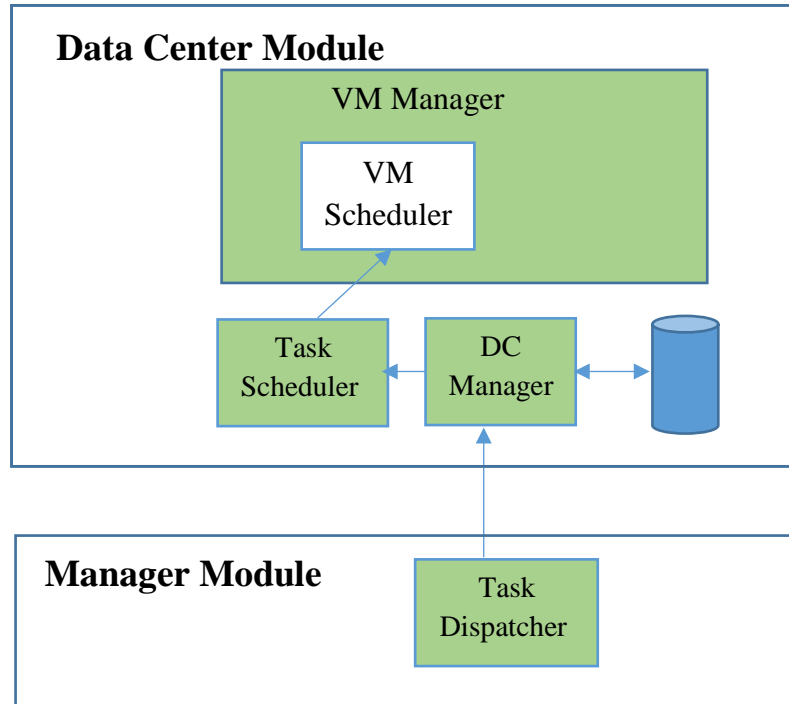 Data Center Module
VM Manager
VM
Scheduler
Task
Scheduler
DC
Manager
Manager Module
Task
Dispatcher